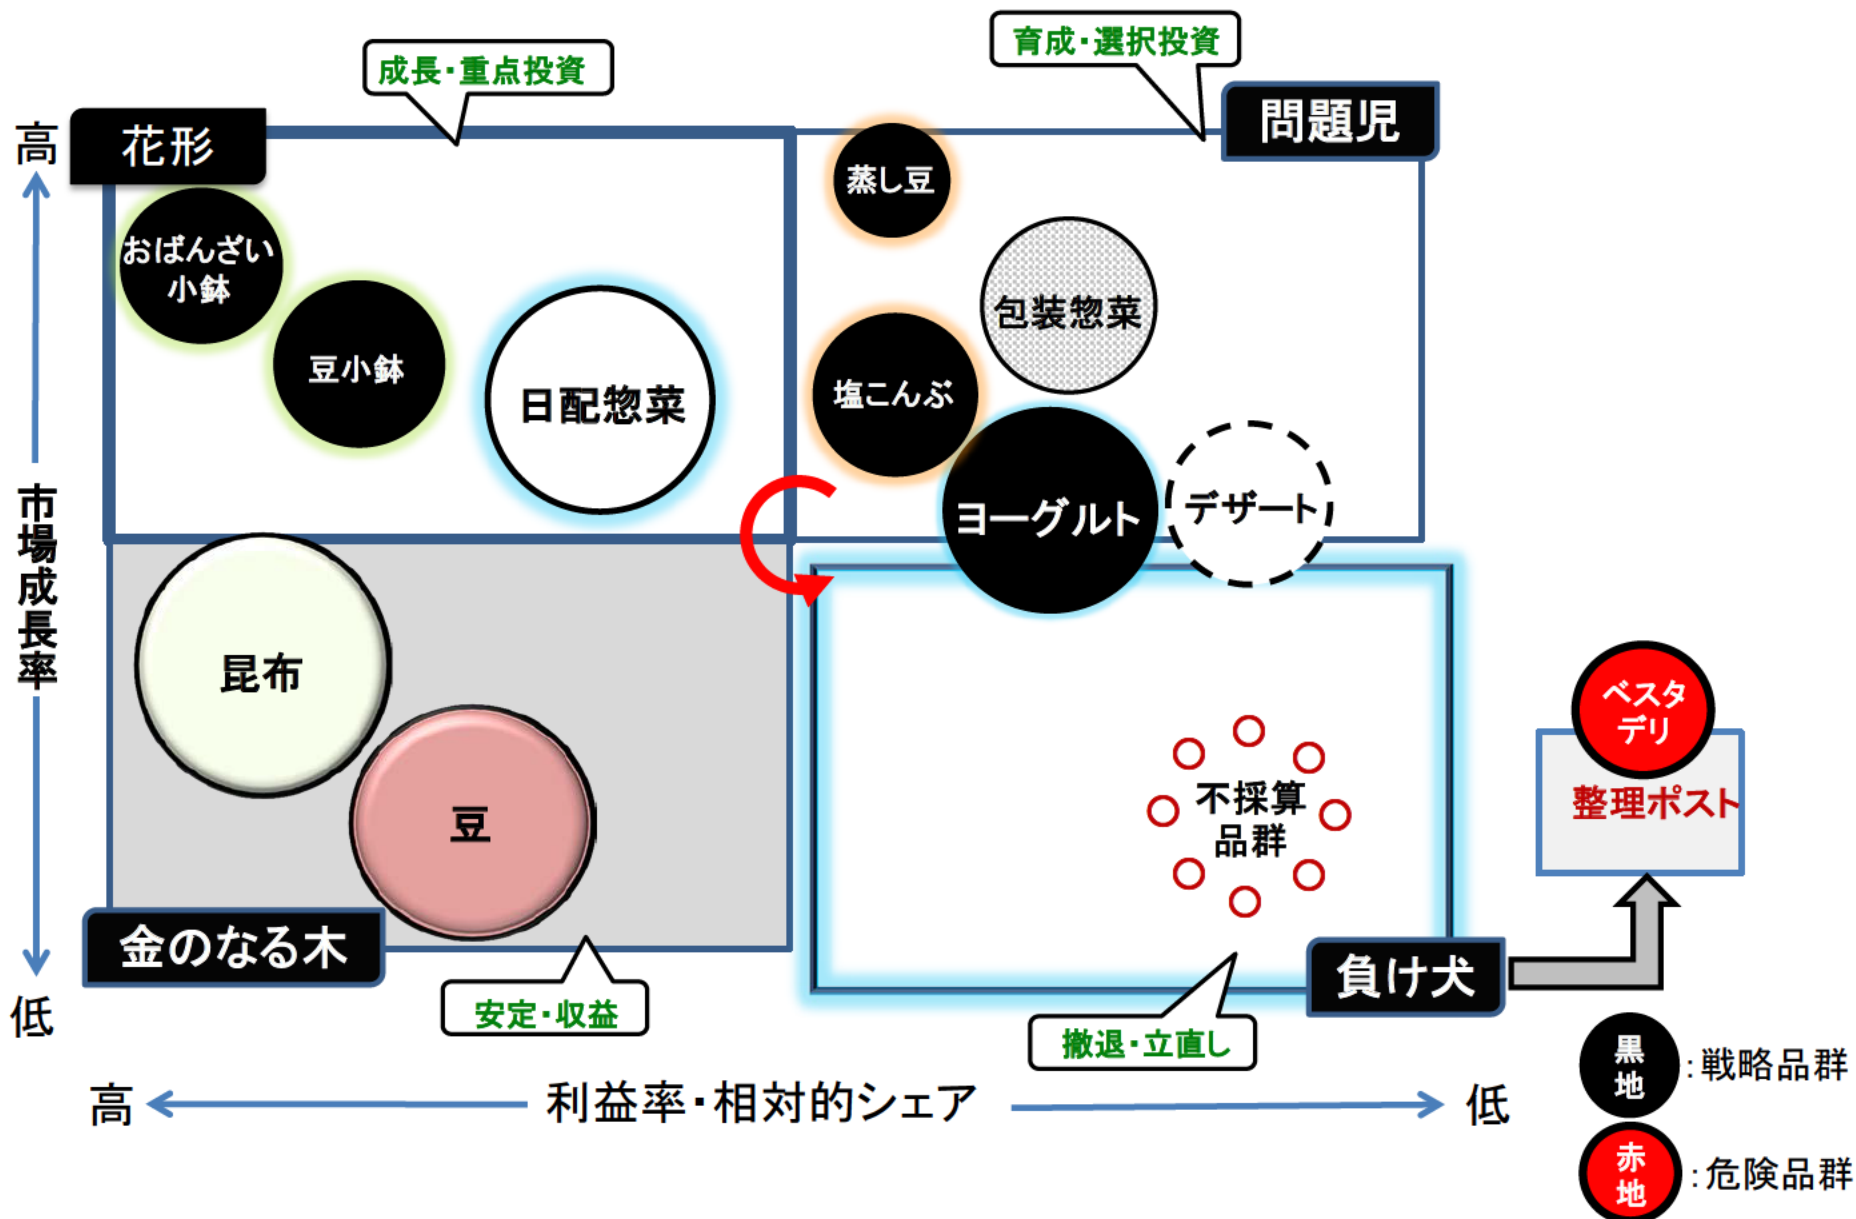 成長・重点投資
育成・選択投資
花形
問題児
高
おばんざい
小鉢
豆小鉢
日配惣菜
蒸し豆
包装惣菜
塩こんぶ
ヨーグルト
デザート
市場成長率
昆布
豆
不採算
品群
ベスタ
デリ
整理ポスト
金のなる木
負け犬
低
安定・収益
撤退・立直し
高
利益率・相対的シェア
低
黒
地
:戦略品群
赤
地
:危険品群